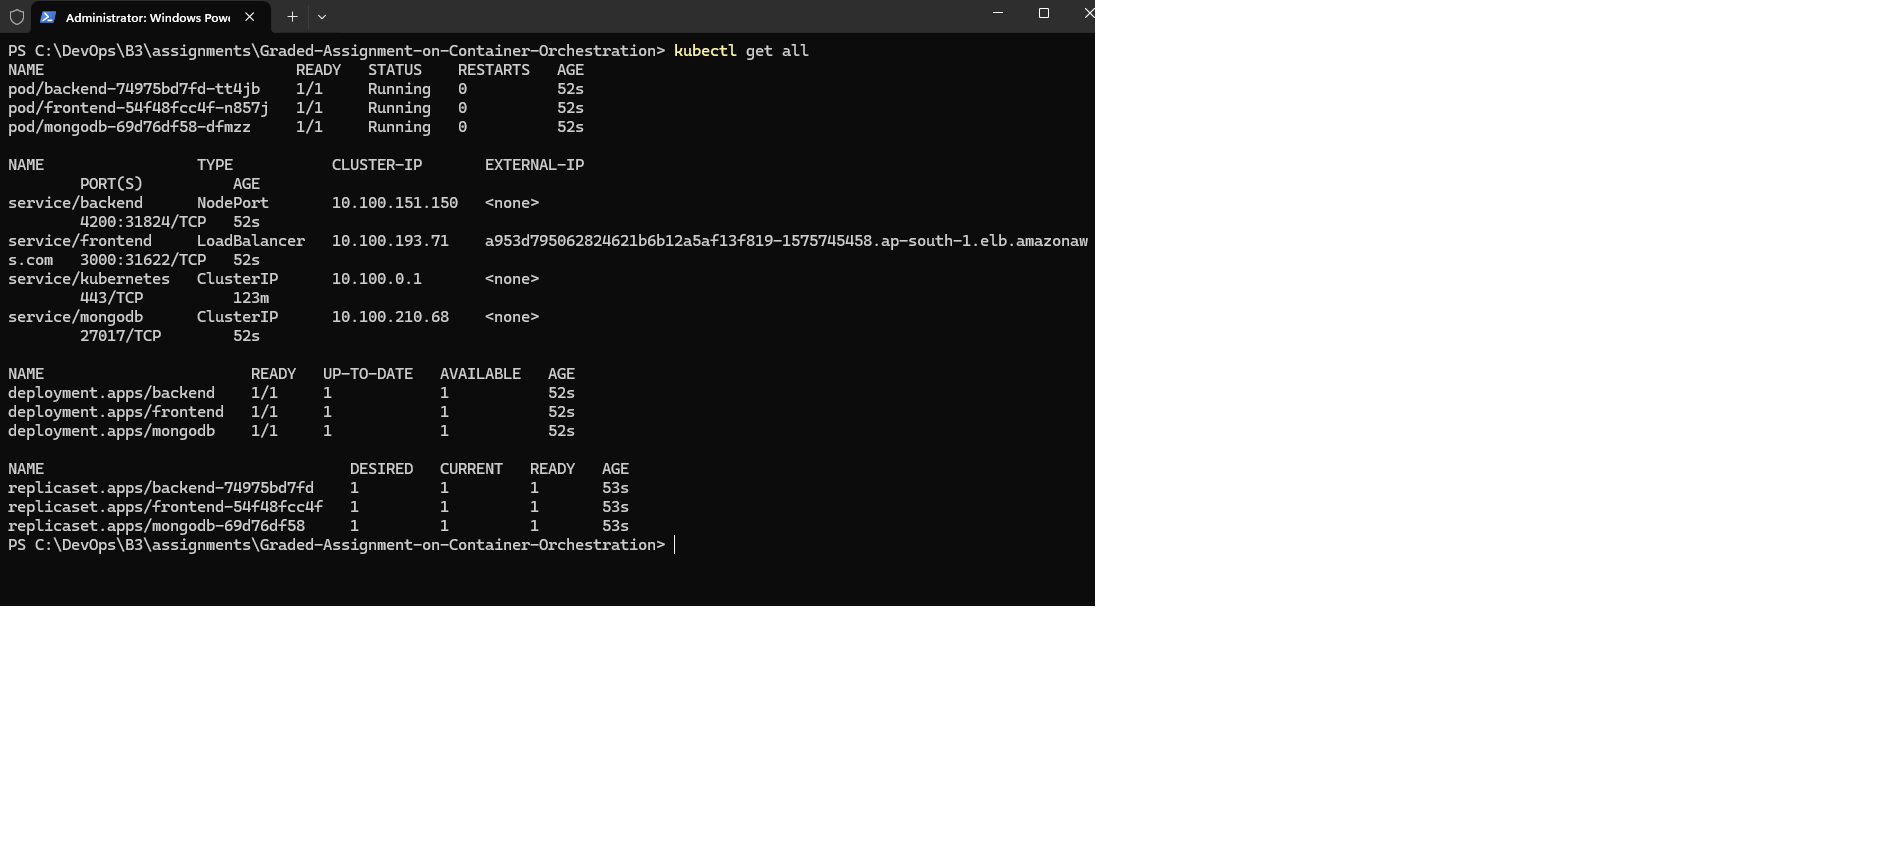 Administrator: Windows Powe
PS C:\DevOps\B3\assignments\Graded-Assignment-on-Container-Orchestration> kubectl get all
NAME                            READY   STATUS    RESTARTS   AGE
pod/backend-74975bd7fd-tt4jb    1/1     Running   0          52s
pod/frontend-54f48fcc4f-n857j   1/1     Running   0          52s
pod/mongodb-69d76df58-dfmzz     1/1     Running   0          52s

NAME                 TYPE           CLUSTER-IP       EXTERNAL-IP
        PORT(S)          AGE
service/backend      NodePort       10.100.151.150   <none>
        4200:31824/TCP   52s
service/frontend     LoadBalancer   10.100.193.71    a953d795062824621b6b12a5af13f819-1575745458.ap-south-1.elb.amazonaw
s.com   3000:31622/TCP   52s
service/kubernetes   ClusterIP      10.100.0.1       <none>
        443/TCP          123m
service/mongodb      ClusterIP      10.100.210.68    <none>
        27017/TCP        52s

NAME                       READY   UP-TO-DATE   AVAILABLE   AGE
deployment.apps/backend    1/1     1            1           52s
deployment.apps/frontend   1/1     1            1           52s
deployment.apps/mongodb    1/1     1            1           52s

NAME                                  DESIRED   CURRENT   READY   AGE
replicaset.apps/backend-74975bd7fd    1         1         1       53s
replicaset.apps/frontend-54f48fcc4f   1         1         1       53s
replicaset.apps/mongodb-69d76df58     1         1         1       53s
PS C:\DevOps\B3\assignments\Graded-Assignment-on-Container-Orchestration>